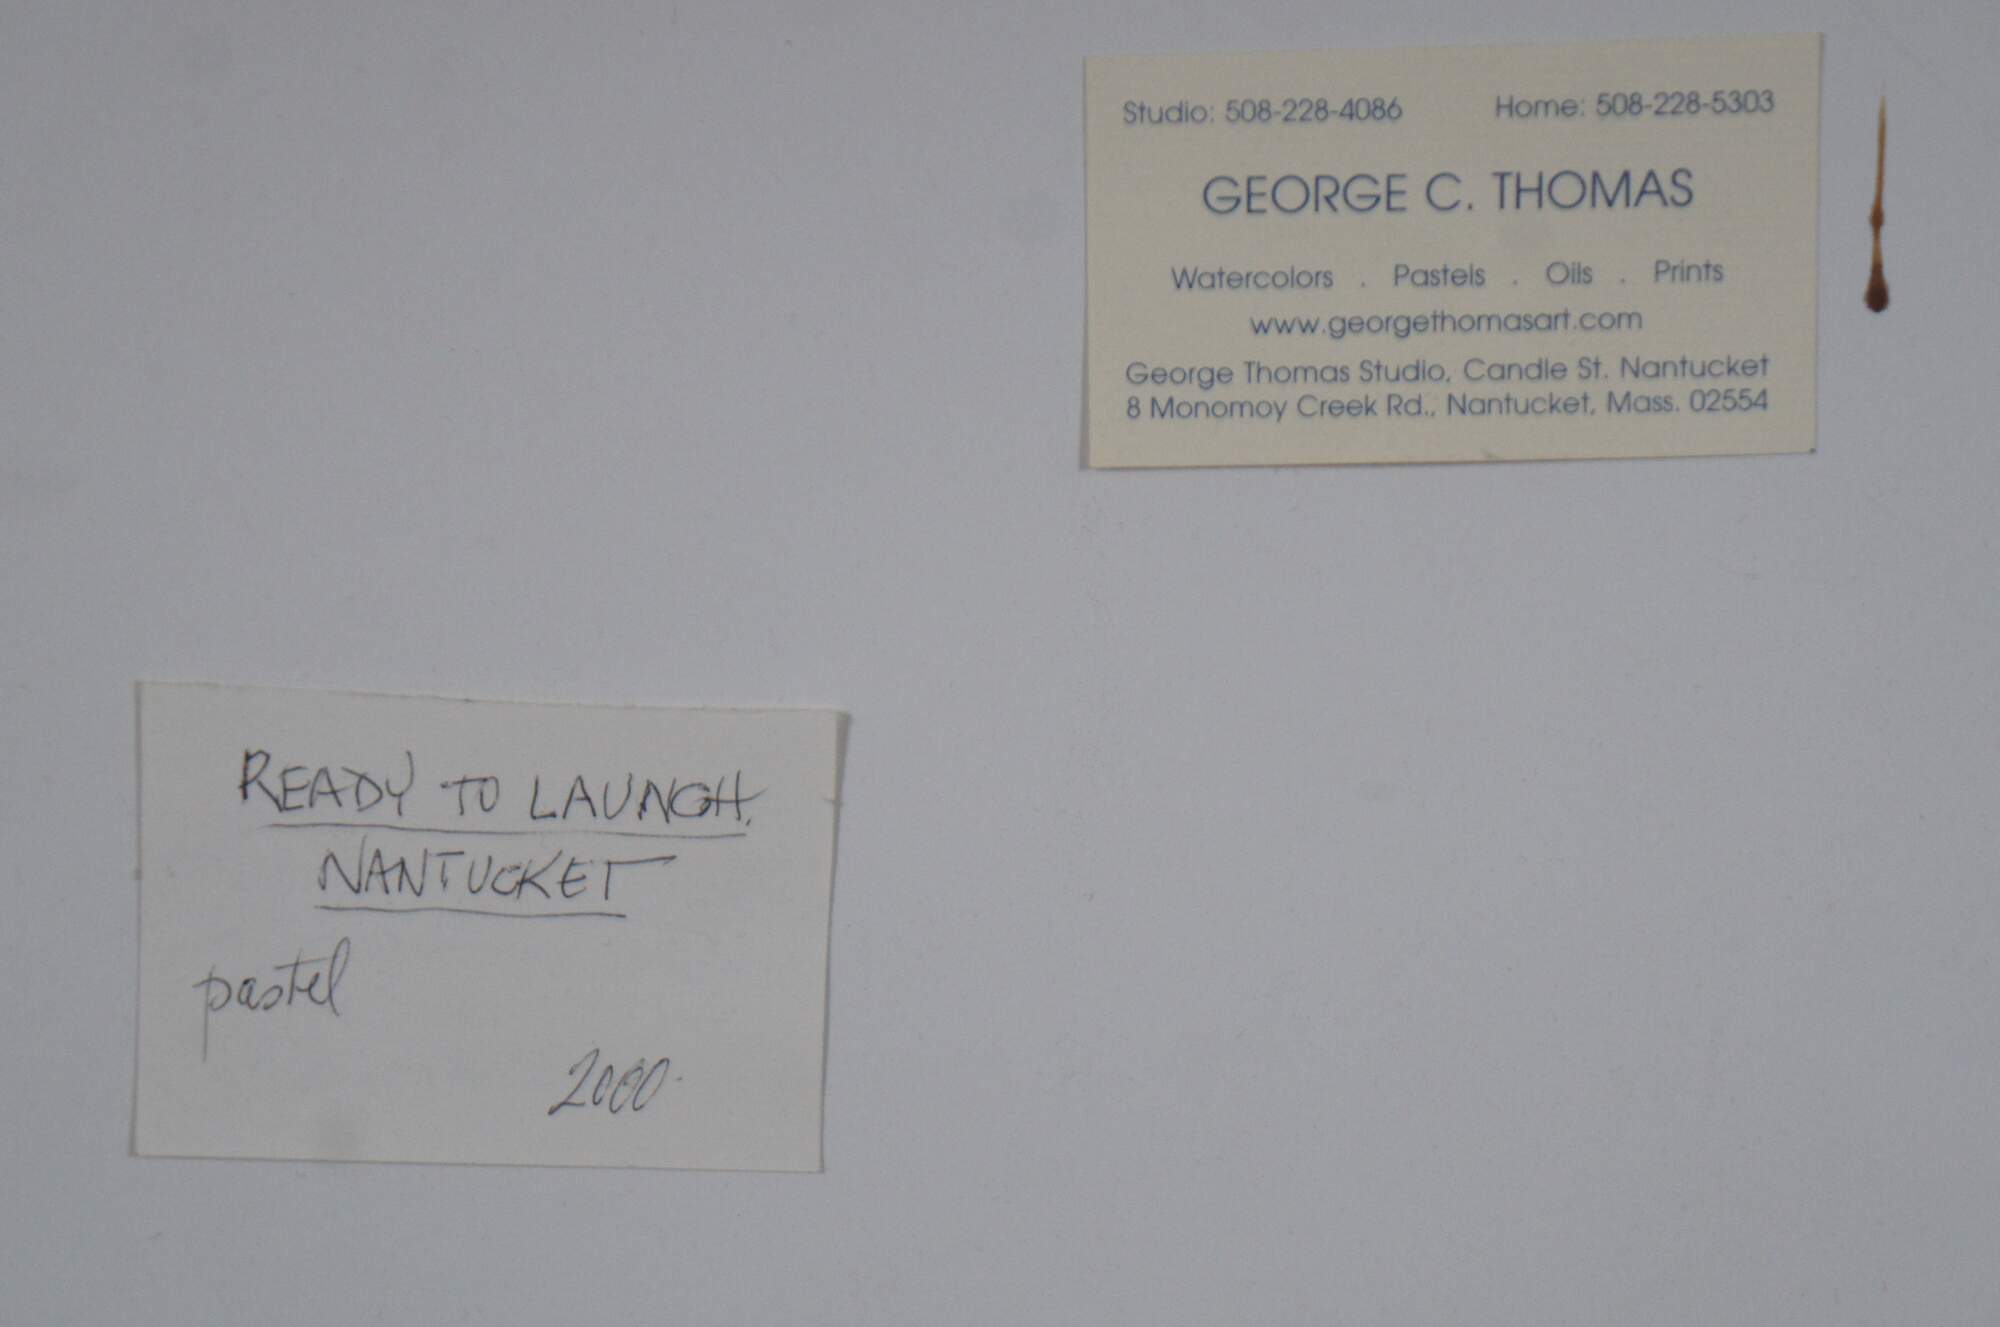 Studio: 508-228-4086 Home: 508-228-5303
GEORGE C. THOMAS
Watercolors . Pastels . Oils . Prints
www.georgethomasart.com
George Thomas Studio, Candle St. Nantucket
8 Monomoy Creek Rd., Nantucket, Mass. 02554
READY TO LAUNCH,
NANTUCKET
pastel
2000.